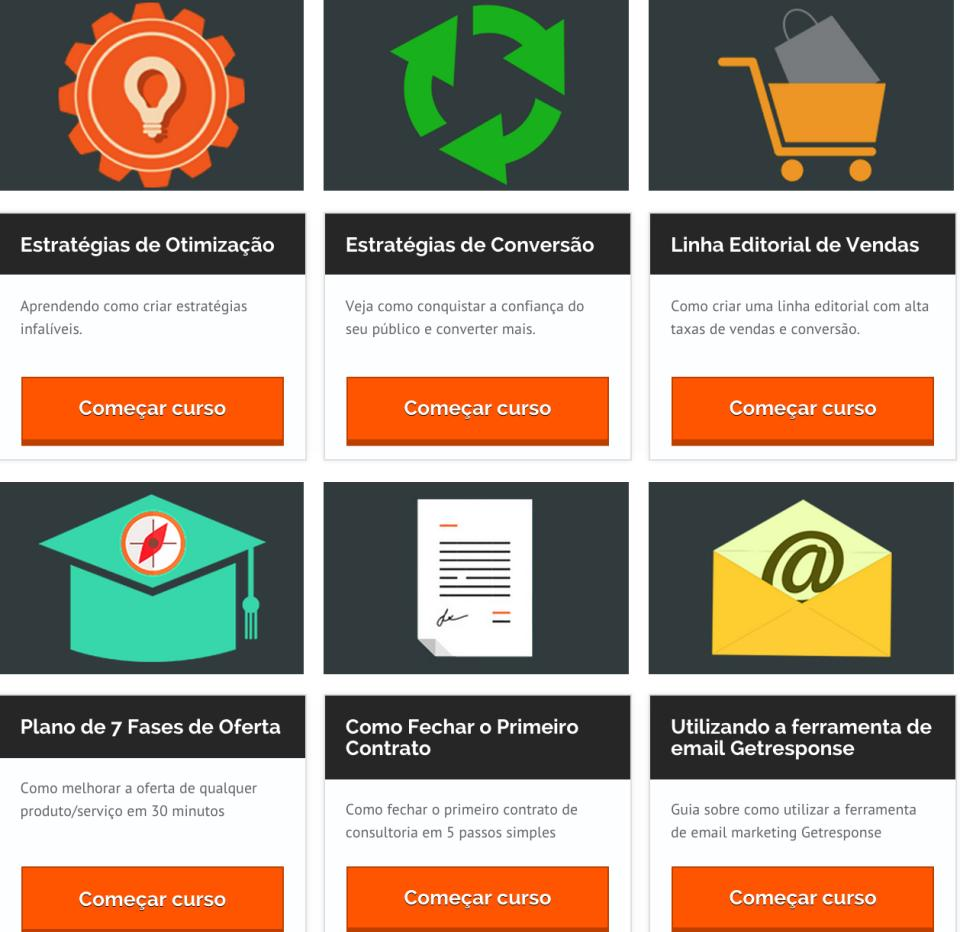 Estratégias de Otimização
Aprendendo como criar estratégias
infalíveis.
Começar curso
Estratégias de Conversão
Veja como conquistar a confiança do
seu público e converter mais.
Começar curso
Linha Editorial de Vendas
Como criar uma linha editorial com alta
taxas de vendas e conversão.
Começar curso
Plano de 7 Fases de Oferta
Como melhorar a oferta de qualquer
produto/serviço em 30 minutos
Começar curso
Como Fechar o Primeiro
Contrato
Como fechar o primeiro contrato de
consultoria em 5 passos simples
Começar curso
@
Utilizando a ferramenta de
email Getresponse
Guia sobre como utilizar a ferramenta
de email marketing Getresponse
Começar curso